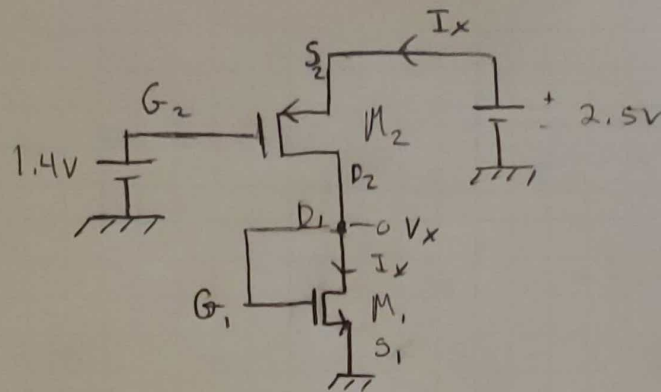 Ix
S2
G2
+
M2
- 2.5V
1.4V
D2
D1
Vx
Ix
G1
M1
S1